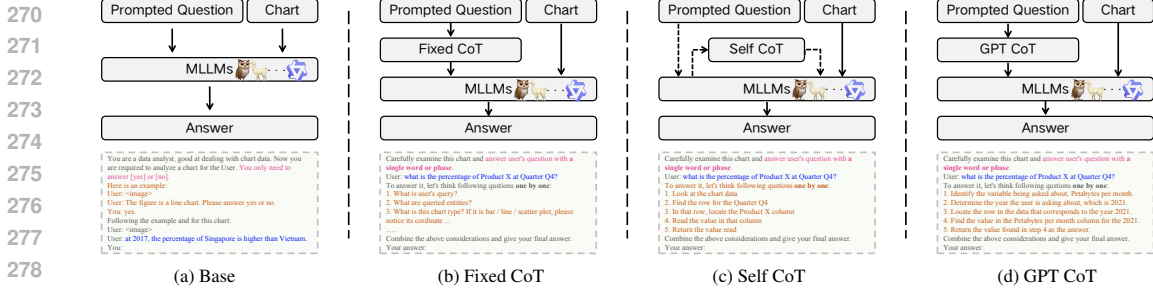 270
271
272
273
274
275
276
277
278
Prompted Question
Chart
MLLMs
...
Answer
You are a data analyst, good at dealing with chart data. Now you
are required to analyze a chart for the User. You only need to
answer [yes] or [no].
Here is an example:
User: <image>
User: The figure is a line chart. Please answer yes or no.
You: yes.
Following the example and for this chart:
User: <image>
User: at 2017, the percentage of Singapore is higher than Vietnam.
You:
(a) Base
Prompted Question
Chart
Fixed CoT
MLLMs
...
Answer
Carefully examine this chart and answer user's question with a
single word or phase.
User: what is the percentage of Product X at Quarter Q4?
To answer it, let's think following qustions one by one:
1. What is user's query?
2. What are queried entities?
3. What is this chart type? If it is bar / line / scatter plot, please
notice its cordinate ...
......
Combine the above considerations and give your final answer.
Your answer:
(b) Fixed CoT
Prompted Question
Chart
Self CoT
MLLMs
...
Answer
Carefully examine this chart and answer user's question with a
single word or phase.
User: what is the percentage of Product X at Quarter Q4?
To answer it, let's think following qustions one by one:
1. Look at the chart data
2. Find the row for the Quarter Q4
3. In that row, locate the Product X column
4. Read the value in that column
5. Return the value read
Combine the above considerations and give your final answer.
Your answer:
(c) Self CoT
Prompted Question
Chart
GPT CoT
MLLMs
...
Answer
Carefully examine this chart and answer user's question with a
single word or phase.
User: what is the percentage of Product X at Quarter Q4?
To answer it, let's think following qustions one by one:
1. Identify the variable being asked about, Petabytes per month.
2. Determine the year the user is asking about, which is 2021.
3. Locate the row in the data that corresponds to the year 2021.
4. Find the value in the Petabytes per month column for the 2021.
5. Return the value found in step 4 as the answer.
Combine the above considerations and give your final answer.
Your answer:
(d) GPT CoT